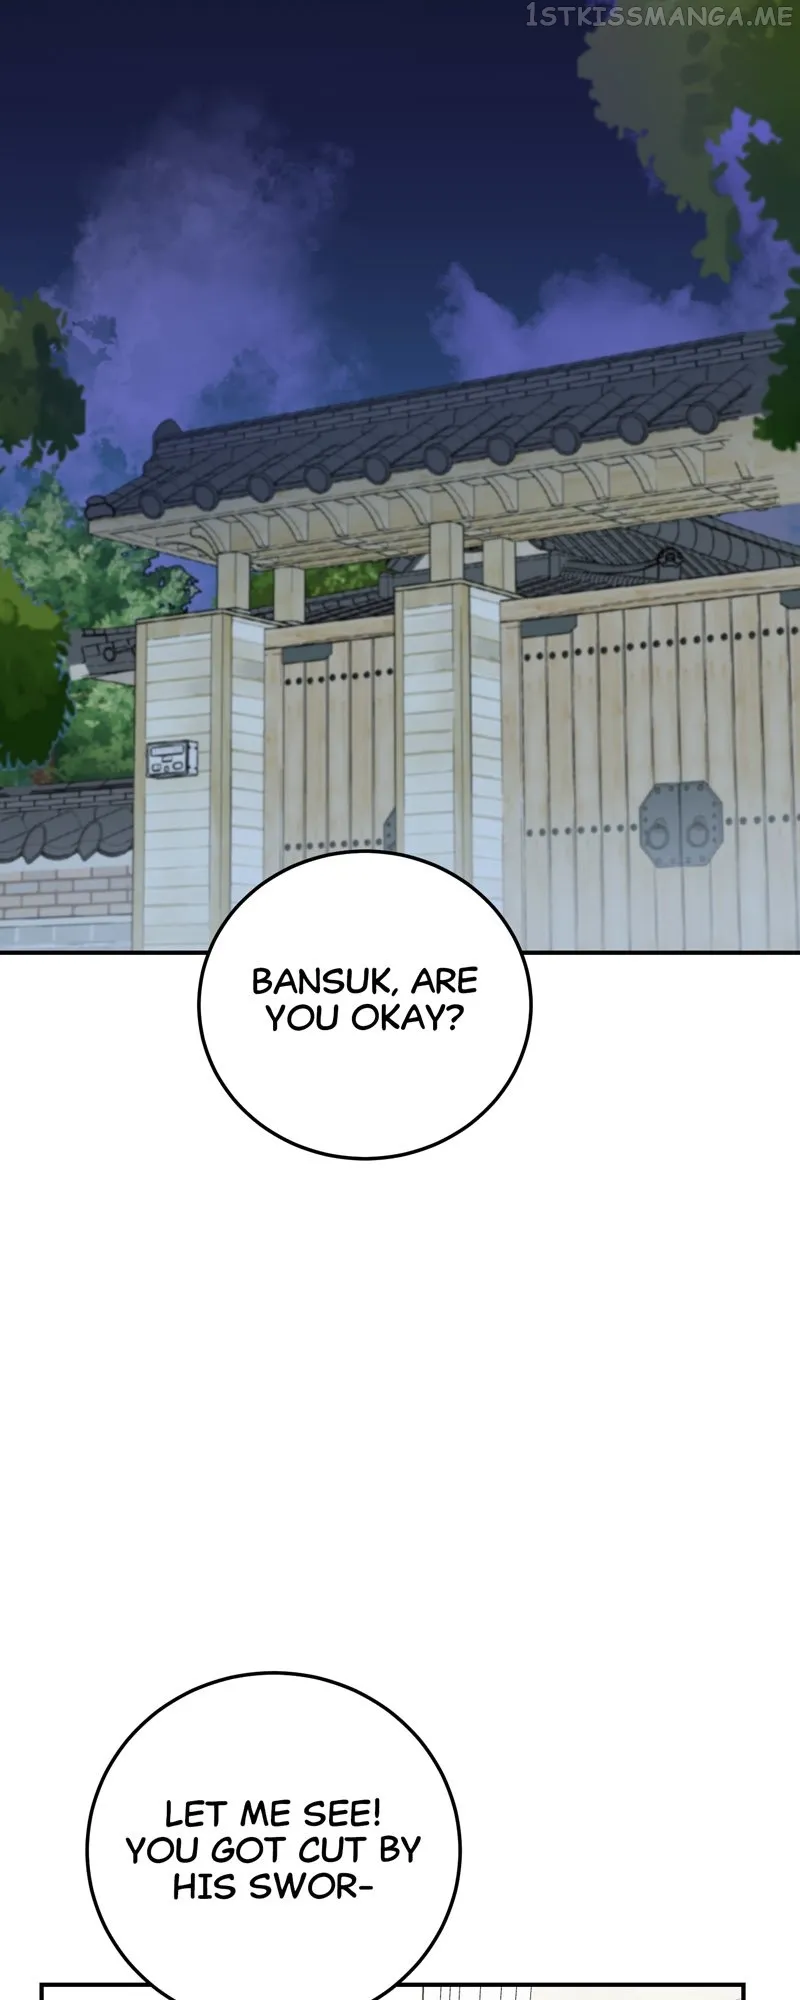 1STKISSMANGA.ME
BANSUK, ARE
YOU OKAY?
LET ME SEE!
YOU GOT CUT BY
HIS SWOR-